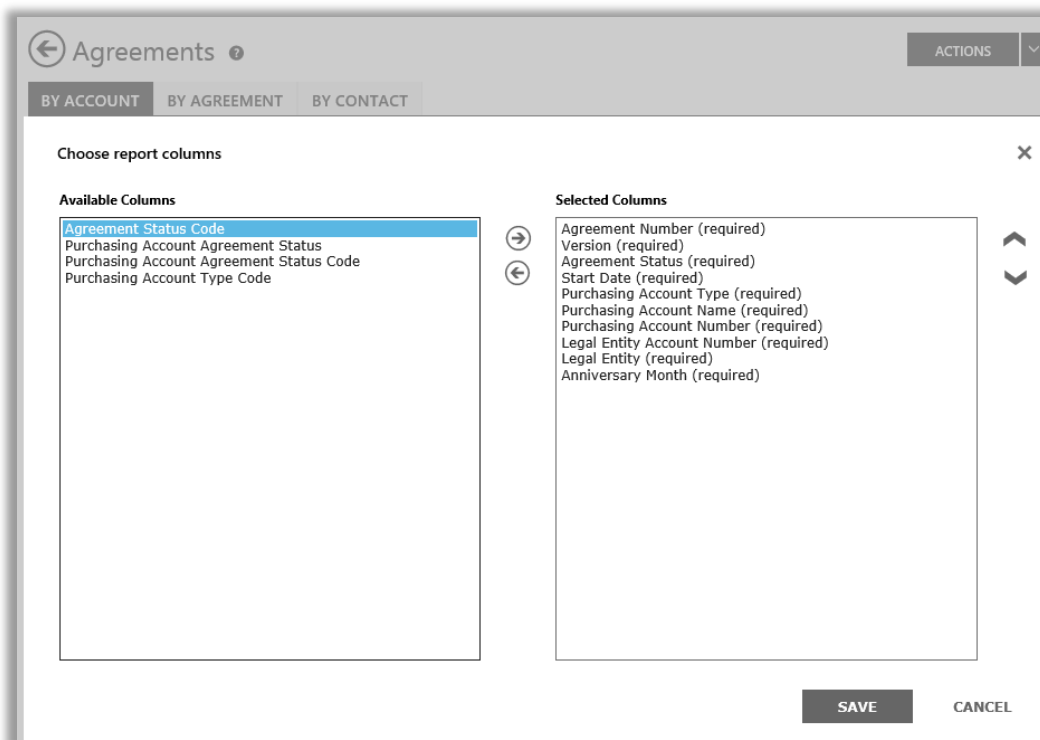 Agreements ?
ACTIONS
BY ACCOUNT BY AGREEMENT BY CONTACT
Choose report columns
Available Columns
Agreement Status Code
Purchasing Account Agreement Status
Purchasing Account Agreement Status Code
Purchasing Account Type Code
Selected Columns
Agreement Number (required)
Version (required)
Agreement Status (required)
Start Date (required)
Purchasing Account Type (required)
Purchasing Account Name (required)
Purchasing Account Number (required)
Legal Entity Account Number (required)
Legal Entity (required)
Anniversary Month (required)
SAVE CANCEL